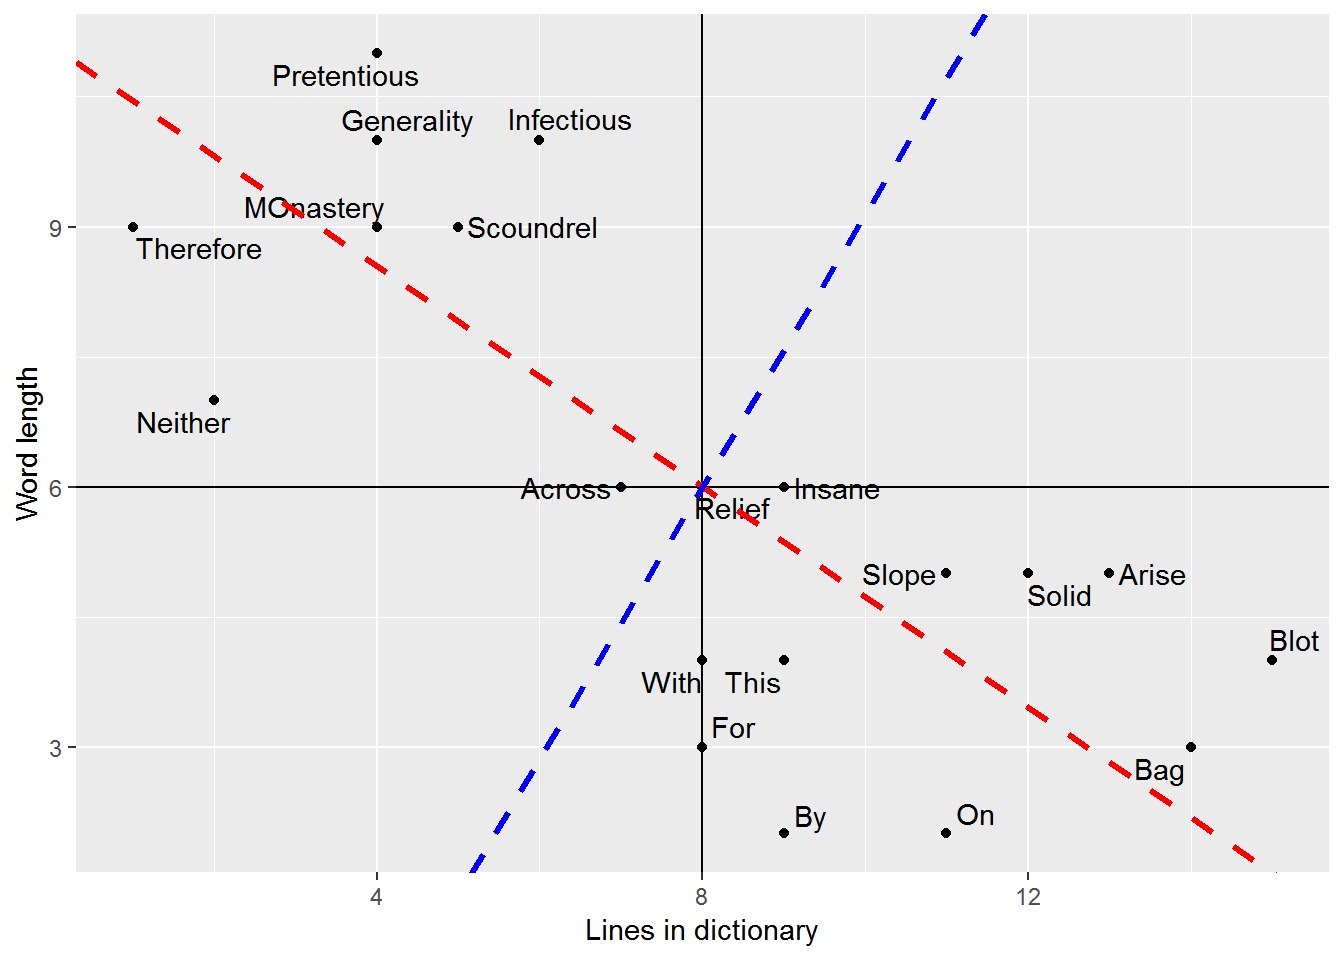 Pretentious
Generality
Infectious
MOnastery
Scoundrel
Therefore
Neither
Across
Insane
Relief
Slope
Solid
Arise
Blot
With
This
For
Bag
By
On
9
6
3
Word length
4
8
12
Lines in dictionary